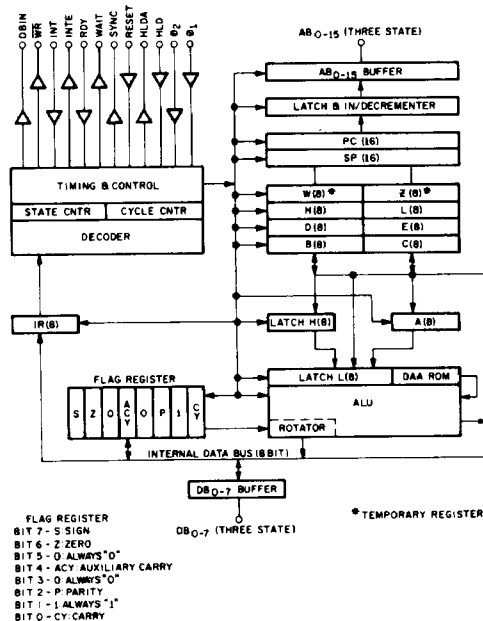 DBIN
WR
INT
INTE
RDY
WAIT
SYNC
RESET
HLDA
HLD
Ø2
Ø1
AB0-15 (THREE STATE)
AB0-15 BUFFER
LATCH & IN/DECREMENTER
PC (16)
SP (16)
TIMING & CONTROL
STATE CNTR CYCLE CNTR
DECODER
W(8)* Z(8)*
H(8) L(8)
D(8) E(8)
B(8) C(8)
IR(8)
LATCH H(8)
A(8)
FLAG REGISTER
S Z 0 ACY 0 P 1 CY
LATCH L(8) DAA ROM
ALU
ROTATOR
INTERNAL DATA BUS (8 BIT)
DB0-7 BUFFER
DB0-7 (THREE STATE)
* TEMPORARY REGISTER
FLAG REGISTER
BIT 7 - S: SIGN
BIT 6 - Z: ZERO
BIT 5 - 0: ALWAYS "0"
BIT 4 - ACY: AUXILIARY CARRY
BIT 3 - 0: ALWAYS "0"
BIT 2 - P: PARITY
BIT 1 - 1: ALWAYS "1"
BIT 0 - CY: CARRY